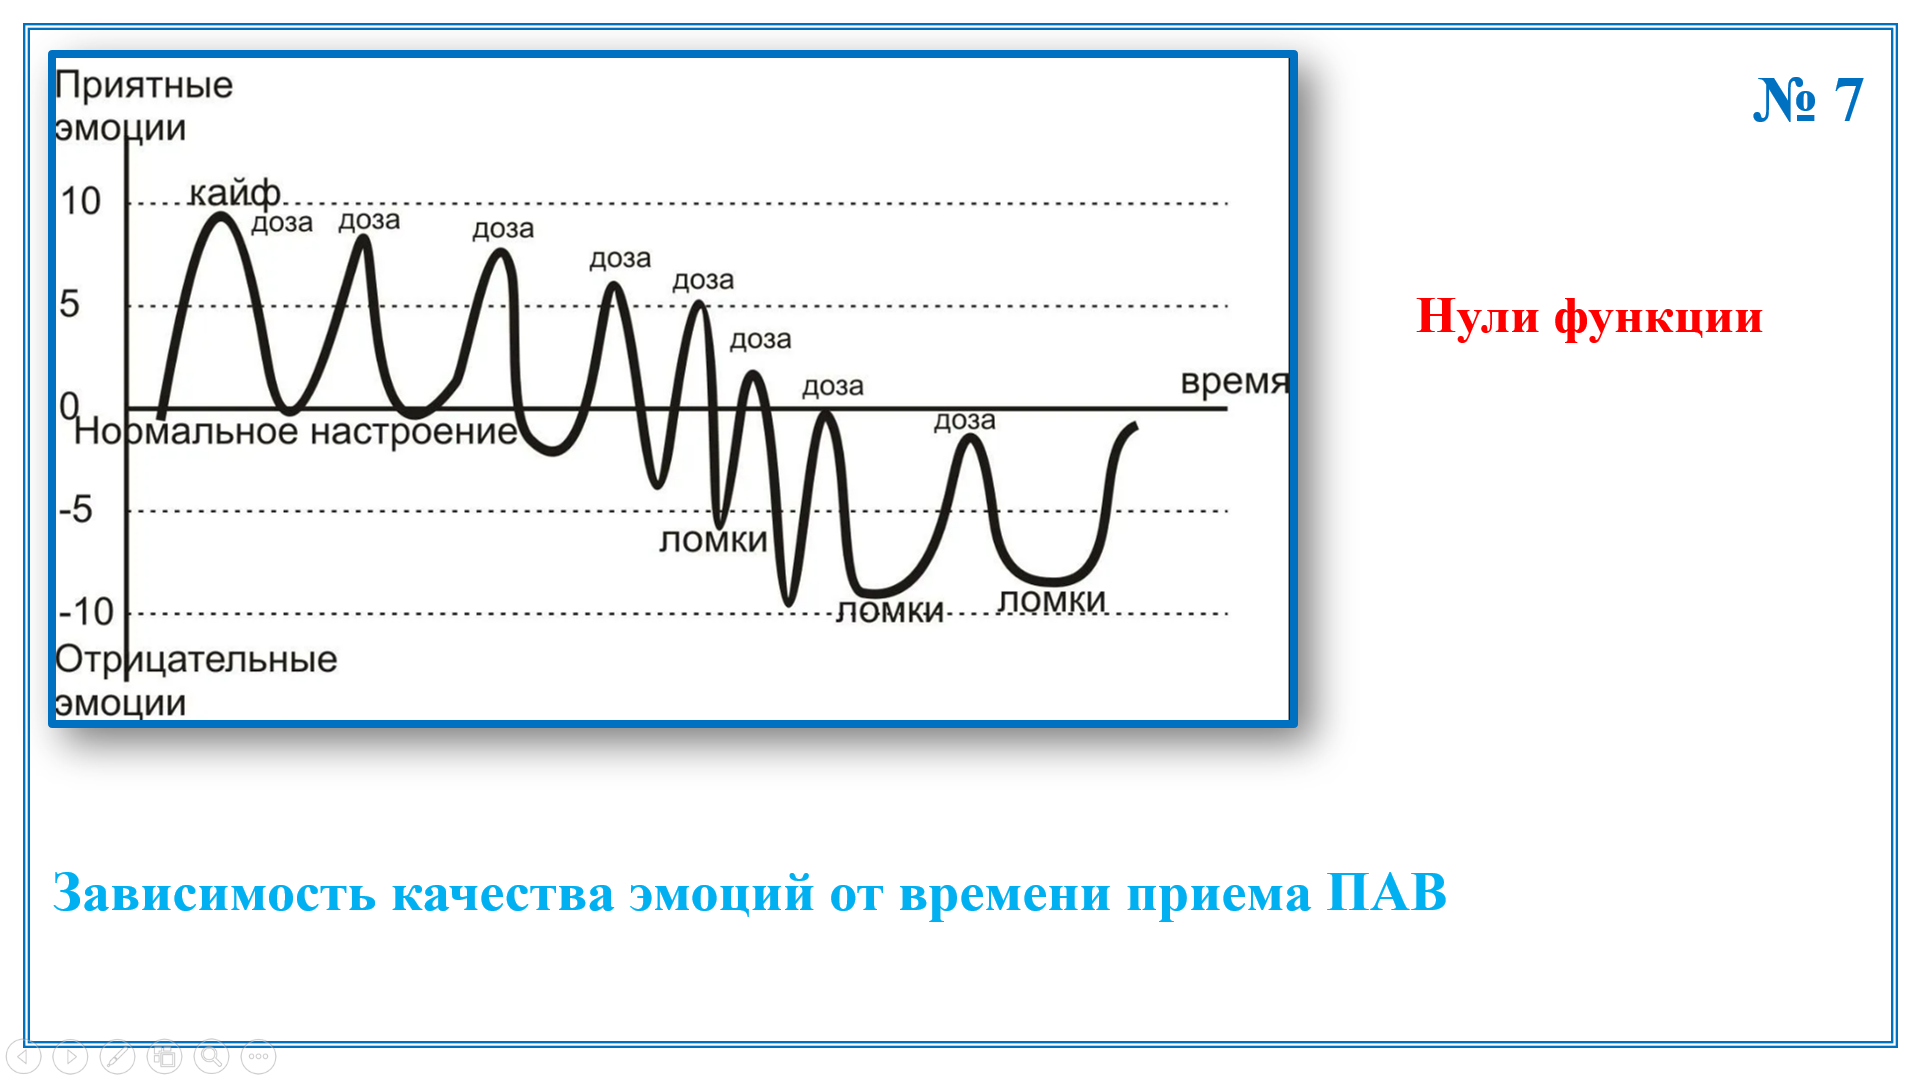 Приятные
эмоции
№ 7
10
кайф
доза
доза
доза
доза
доза
доза
доза
доза
5
Нули функции
время
0
Нормальное настроение
-5
ломки
-10
ломки
ломки
Отрицательные
эмоции
Зависимость качества эмоций от времени приема ПАВ